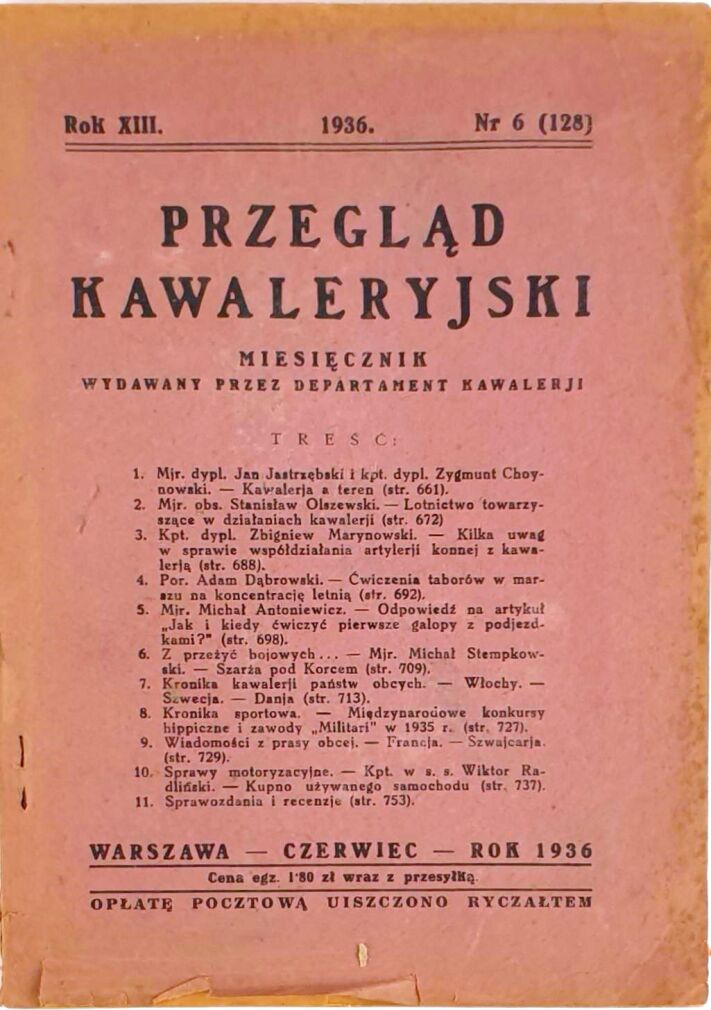 Rok XIII. 1936. Nr 6 (128)
PRZEGLĄD
KAWALERYJSKI
MIESIĘCZNIK
WYDAWANY PRZEZ DEPARTAMENT KAWALERJI
TREŚĆ:
1. Mjr. dypl. Jan Jastrzębski i kpt. dypl. Zygmunt Choy-
nowski. — Kawalerja a teren (str. 661).
2. Mjr. obs. Stanisław Olszewski. — Lotnictwo towarzy-
szące w działaniach kawalerji (str. 672)
3. Kpt. dypl. Zbigniew Marynowski. — Kilka uwag
w sprawie współdziałania artylerji konnej z kawa-
lerją (str. 688).
4. Por. Adam Dąbrowski. — Ćwiczenia taborów w mar-
szu na koncentrację letnią (str. 692).
5. Mjr. Michał Antoniewicz. — Odpowiedź na artykuł
„Jak i kiedy ćwiczyć pierwsze galopy z podjezd-
kami?" (str. 698).
6. Z przeżyć bojowych... — Mjr. Michał Stempkow-
ski. — Szarża pod Korcem (str. 709).
7. Kronika kawalerji państw obcych. — Włochy. —
Szwecja. — Danja (str. 713).
8. Kronika sportowa. — Międzynarodowe konkursy
hippiczne i zawody „Militari" w 1935 r. (str. 727).
9. Wiadomości z prasy obcej. — Francja. — Szwajcarja.
(str. 729).
10. Sprawy motoryzacyjne. — Kpt. w s. s. Wiktor Ra-
dliński. — Kupno używanego samochodu (str. 737).
11. Sprawozdania i recenzje (str. 753).
WARSZAWA — CZERWIEC — ROK 1936
Cena egz. 1·80 zł wraz z przesyłką.
OPŁATĘ POCZTOWĄ UISZCZONO RYCZAŁTEM